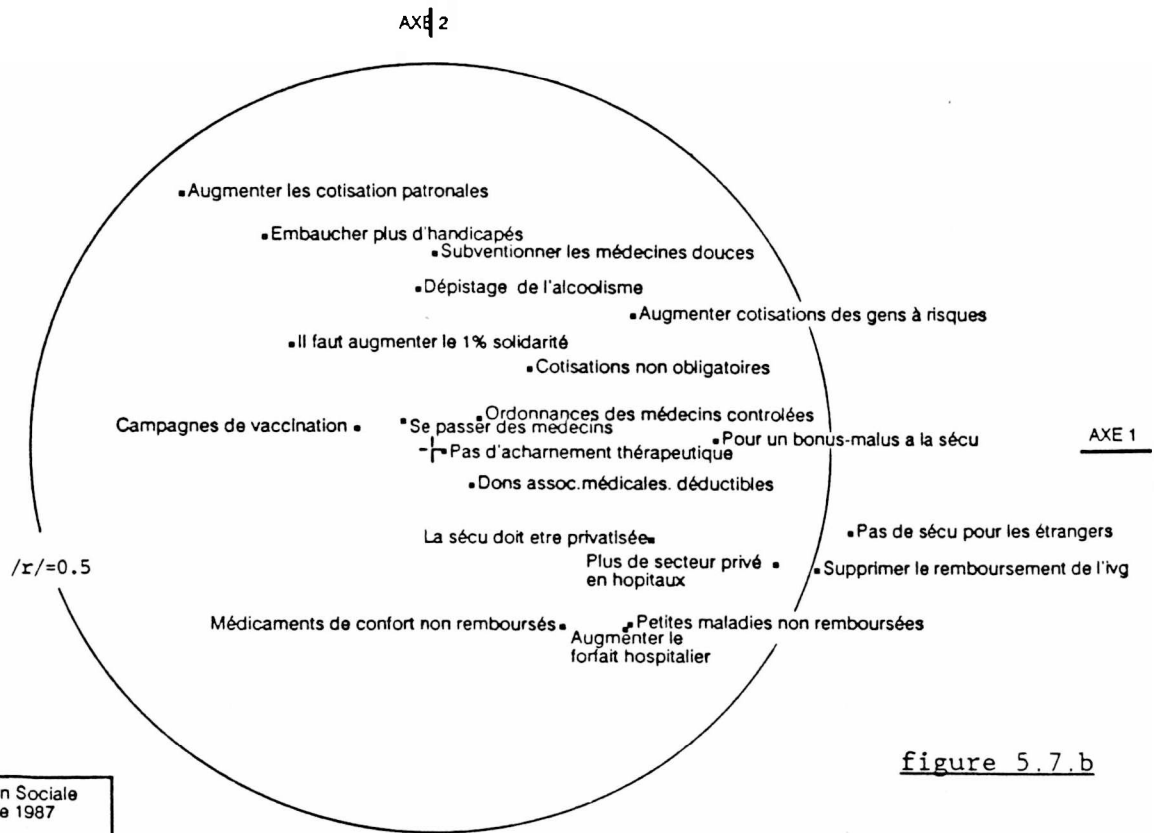 AXE 2
Augmenter les cotisation patronales
Embaucher plus d'handicapés
Subventionner les médecines douces
Dépistage de l'alcoolisme
Augmenter cotisations des gens à risques
Il faut augmenter le 1% solidarité
Cotisations non obligatoires
Ordonnances des médecins controlées
Campagnes de vaccination
Se passer des médecins
Pour un bonus-malus a la sécu
AXE 1
Pas d'acharnement thérapeutique
Dons assoc.médicales. déductibles
Pas de sécu pour les étrangers
La sécu doit etre privatisée
/r/=0.5
Plus de secteur privé
en hopitaux
Supprimer le remboursement de l'ivg
Médicaments de confort non remboursés
Petites maladies non remboursées
Augmenter le
forfait hospitalier
figure 5.7.b
n Sociale
e 1987